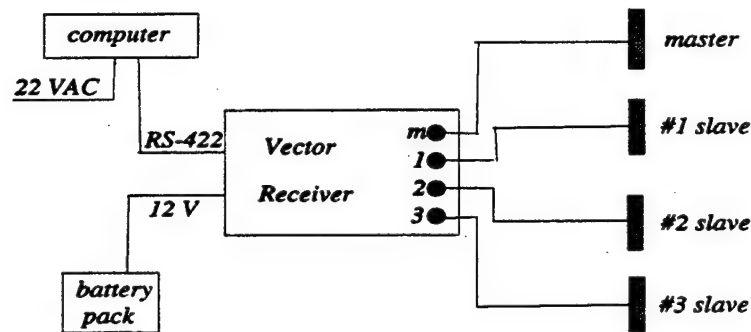 computer
master
22 VAC
#1 slave
RS-422
Vector
Receiver
m
1
2
3
12 V
#2 slave
battery
pack
#3 slave